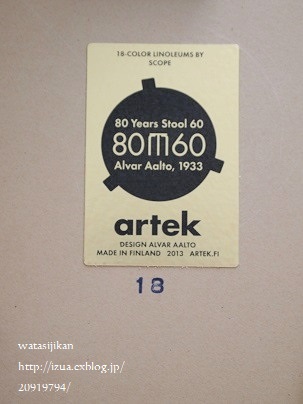 18-COLOR LINOLEUMS BY
SCOPE
80 Years Stool 60
80m60
Alvar Aalto, 1933
artek
DESIGN ALVAR AALTO
MADE IN FINLAND 2013 ARTEK.FI
18
watasijikan
http://izua.exblog.jp/
20919794/